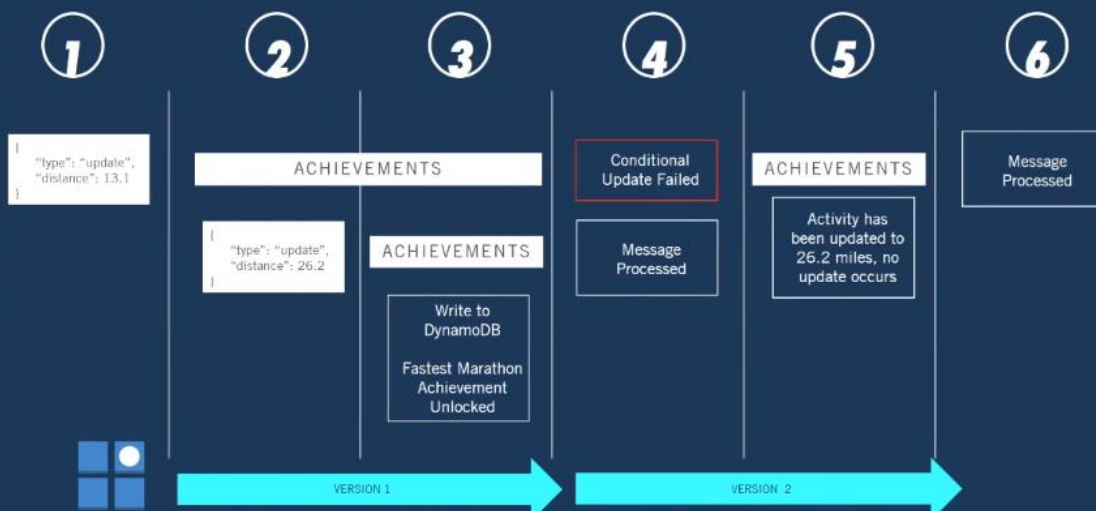 1
2
3
4
5
6
{
"type": "update",
"distance": 13.1
}
ACHIEVEMENTS
{
"type": "update",
"distance": 26.2
}
ACHIEVEMENTS
Write to
DynamoDB
Fastest Marathon
Achievement
Unlocked
Conditional
Update Failed
Message
Processed
ACHIEVEMENTS
Activity has
been updated to
26.2 miles, no
update occurs
Message
Processed
VERSION 1
VERSION 2